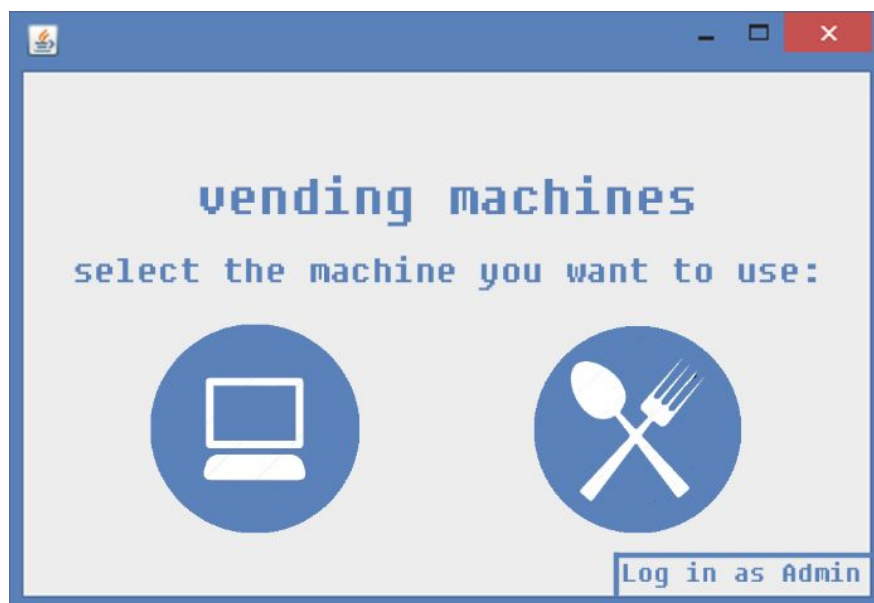 vending machines
select the machine you want to use:
Log in as Admin